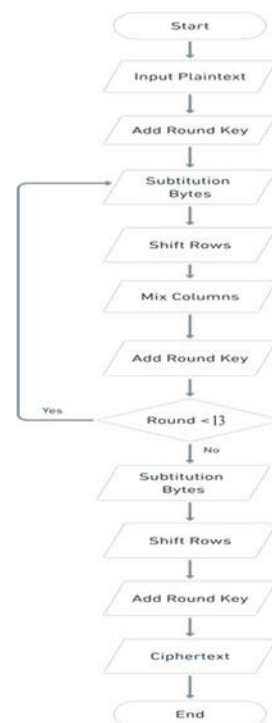 Start
Input Plaintext
Add Round Key
Subtitution
Bytes
Shift Rows
Mix Columns
Add Round Key
Yes
Round <13
No
Subtitution
Bytes
Shift Rows
Add Round Key
Ciphertext
End